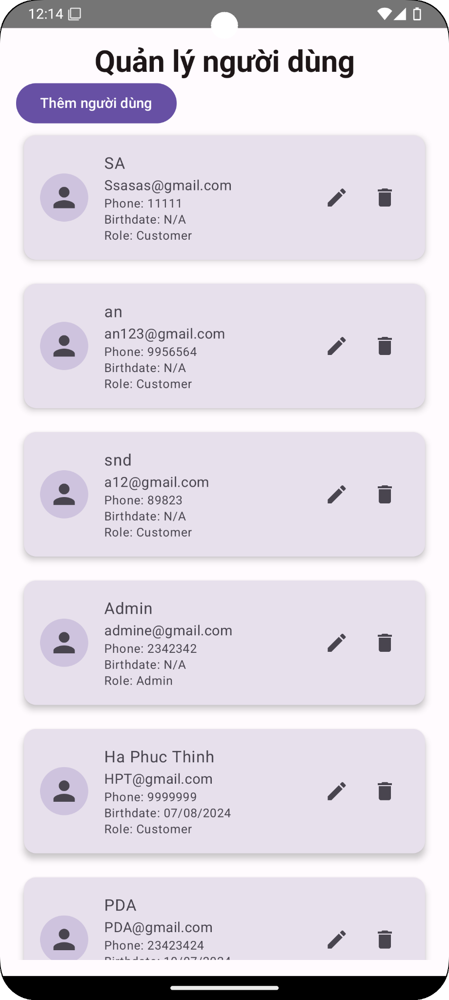 12:14
Quản lý người dùng
Thêm người dùng
SA
Ssasas@gmail.com
Phone: 11111
Birthdate: N/A
Role: Customer
an
an123@gmail.com
Phone: 9956564
Birthdate: N/A
Role: Customer
snd
a12@gmail.com
Phone: 89823
Birthdate: N/A
Role: Customer
Admin
admine@gmail.com
Phone: 2342342
Birthdate: N/A
Role: Admin
Ha Phuc Thinh
HPT@gmail.com
Phone: 9999999
Birthdate: 07/08/2024
Role: Customer
PDA
PDA@gmail.com
Phone: 23423424
Birthdate: